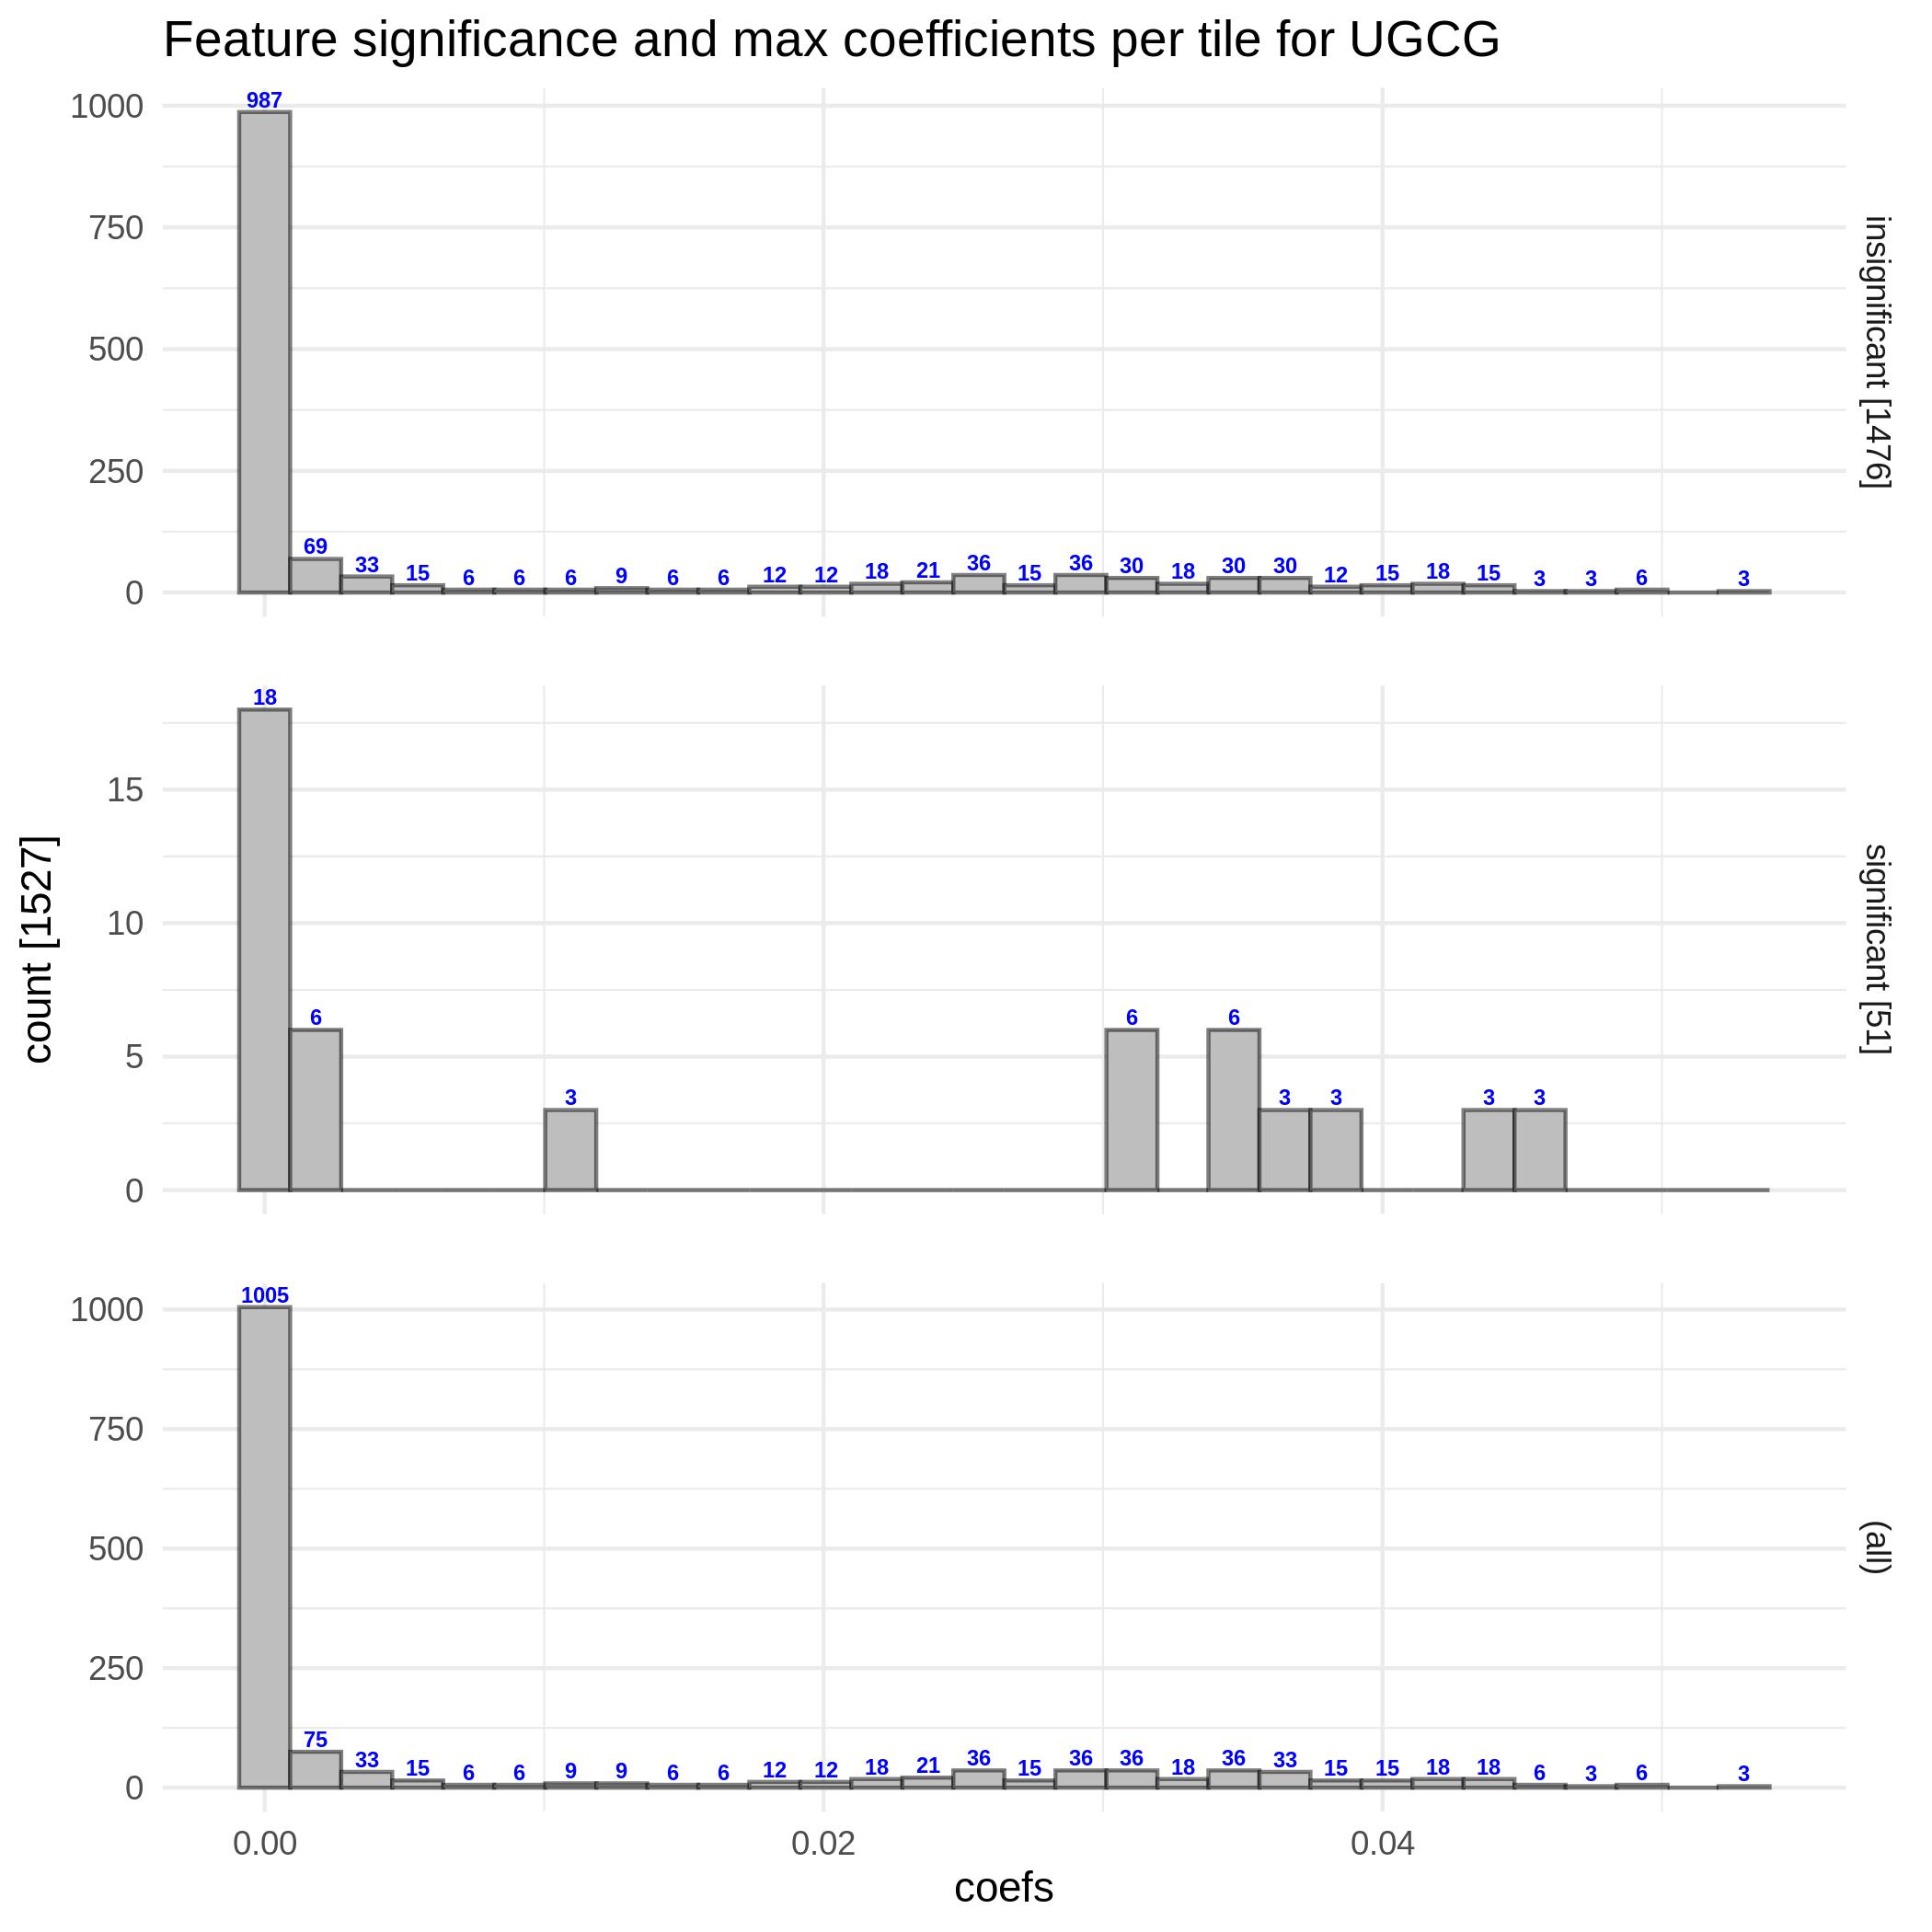 Feature significance and max coefficients per tile for UGCG
1000
750
500
250
0
987 69 33 15 6 6 6 9 6 6 12 12 18 21 36 15 36 30 18 30 30 12 15 18 15 3 3 6 3
insignificant [1476]
15
10
5
0
18 6 3 6 6 3 3 3 3
significant [51]
count [1527]
1000
750
500
250
0
1005 75 33 15 6 6 9 9 6 6 12 12 18 21 36 15 36 36 18 36 33 15 15 18 18 6 3 6 3
(all)
0.00 0.02 0.04
coefs